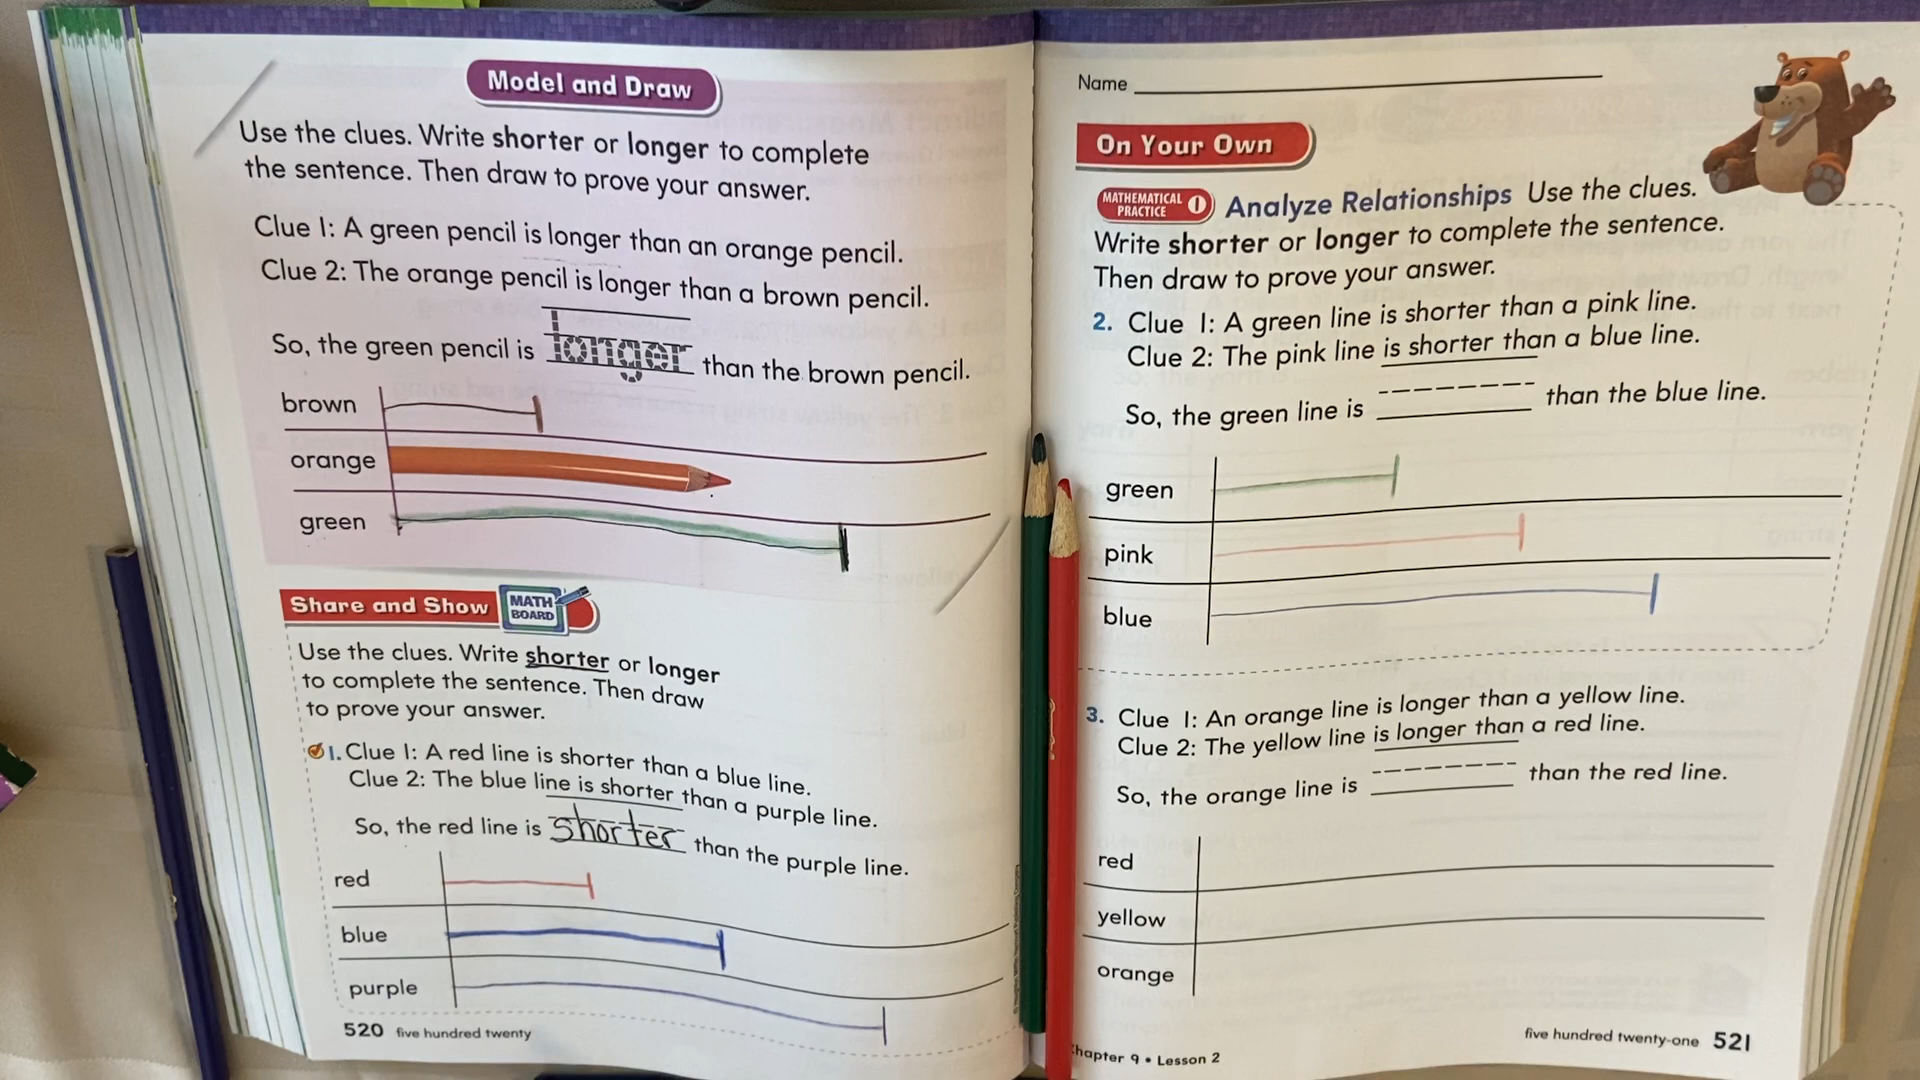 Model and Draw
Use the clues. Write shorter or longer to complete
the sentence. Then draw to prove your answer.
Clue 1: A green pencil is longer than an orange pencil.
Clue 2: The orange pencil is longer than a brown pencil.
So, the green pencil is longer than the brown pencil.
brown
orange
green
Share and Show
MATH
BOARD
Use the clues. Write shorter or longer
to complete the sentence. Then draw
to prove your answer.
1. Clue 1: A red line is shorter than a blue line.
Clue 2: The blue line is shorter than a purple line.
So, the red line is shorter than the purple line.
red
blue
purple
520 five hundred twenty
Name
On Your Own
MATHEMATICAL
PRACTICE 1 Analyze Relationships Use the clues.
Write shorter or longer to complete the sentence.
Then draw to prove your answer.
2. Clue 1: A green line is shorter than a pink line.
Clue 2: The pink line is shorter than a blue line.
So, the green line is than the blue line.
green
pink
blue
3. Clue 1: An orange line is longer than a yellow line.
Clue 2: The yellow line is longer than a red line.
So, the orange line is than the red line.
red
yellow
orange
Chapter 9 • Lesson 2
five hundred twenty-one 521